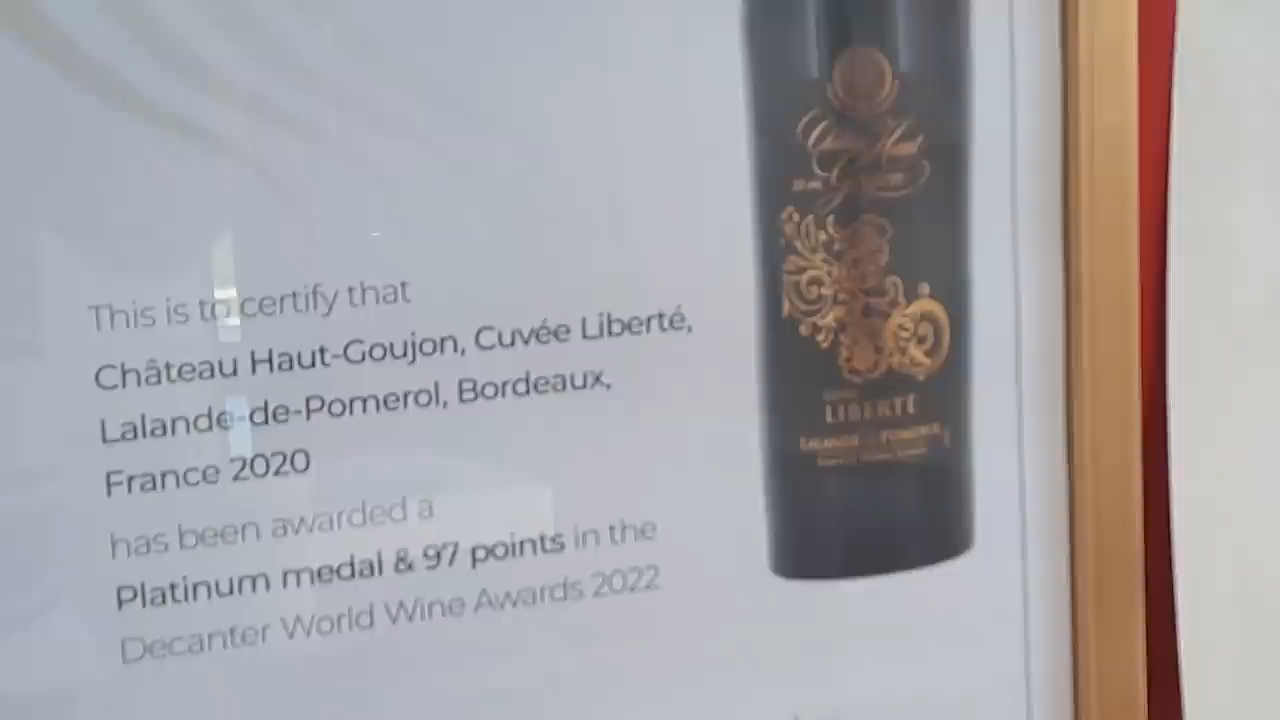 This is to certify that
Château Haut-Goujon, Cuvée Liberté,
Lalande-de-Pomerol, Bordeaux,
France 2020
has been awarded a
Platinum medal & 97 points in the
Decanter World Wine Awards 2022
LIBERTÉ